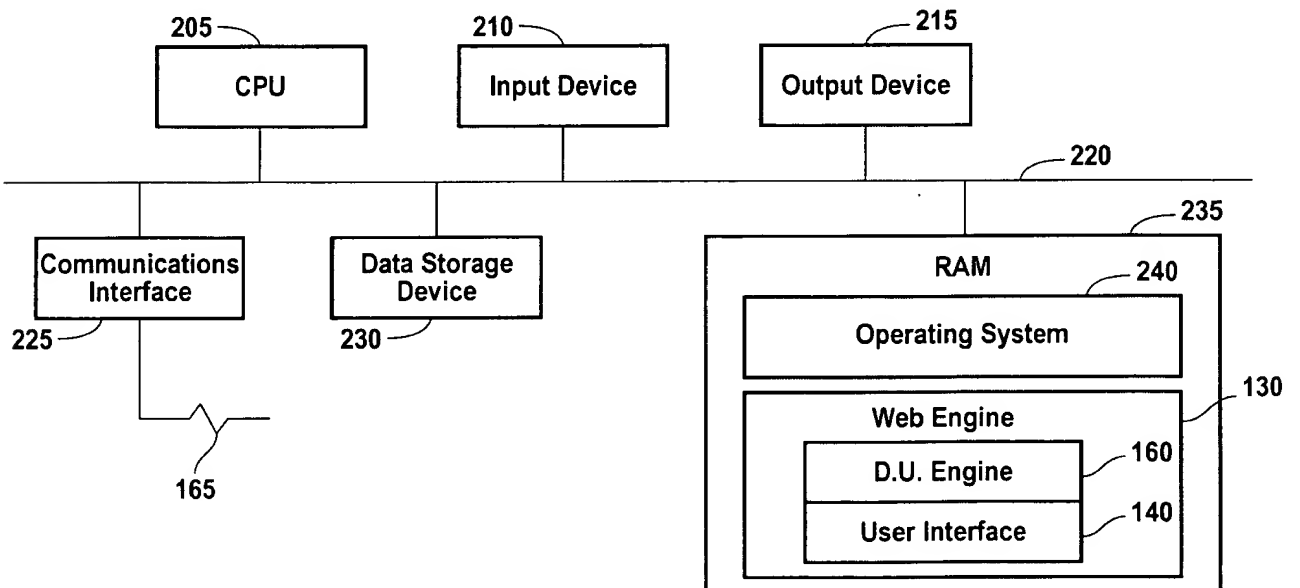 205
210
215
CPU
Input Device
Output Device
220
235
Communications
Interface
Data Storage
Device
RAM
240
225
230
Operating System
130
Web Engine
160
D.U. Engine
165
140
User Interface